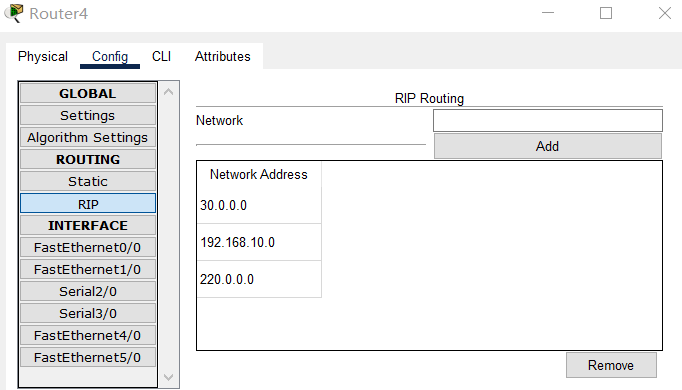 Router4
Physical Config CLI Attributes
GLOBAL
Settings
Algorithm Settings
ROUTING
Static
RIP
INTERFACE
FastEthernet0/0
FastEthernet1/0
Serial2/0
Serial3/0
FastEthernet4/0
FastEthernet5/0
RIP Routing
Network
Add
Network Address
30.0.0.0
192.168.10.0
220.0.0.0
Remove